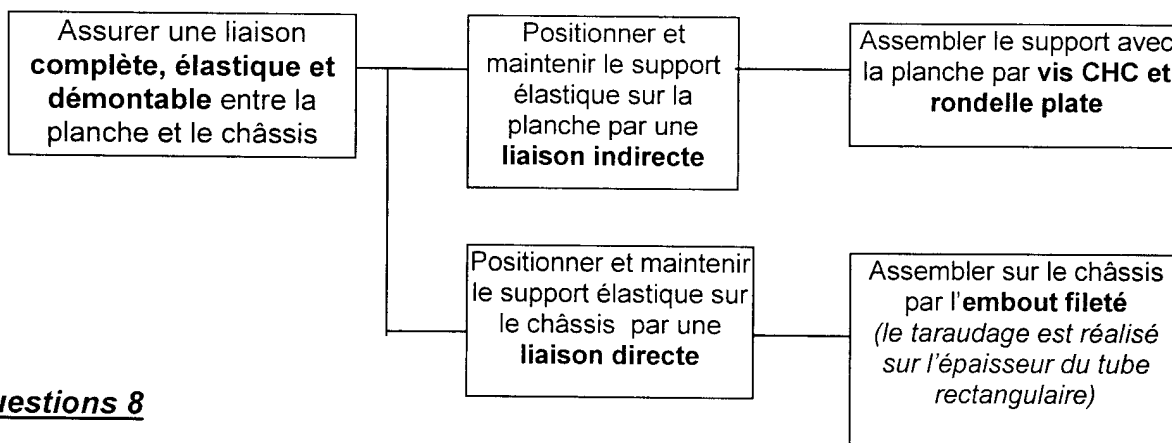 Assurer une liaison
complète, élastique et
démontable entre la
planche et le châssis
Positionner et
maintenir le support
élastique sur la
planche par une
liaison indirecte
Assembler le support avec
la planche par vis CHC et
rondelle plate
Positionner et maintenir
le support élastique sur
le châssis par une
liaison directe
Assembler sur le châssis
par l'embout fileté
(le taraudage est réalisé
sur l'épaisseur du tube
rectangulaire)
uestions 8